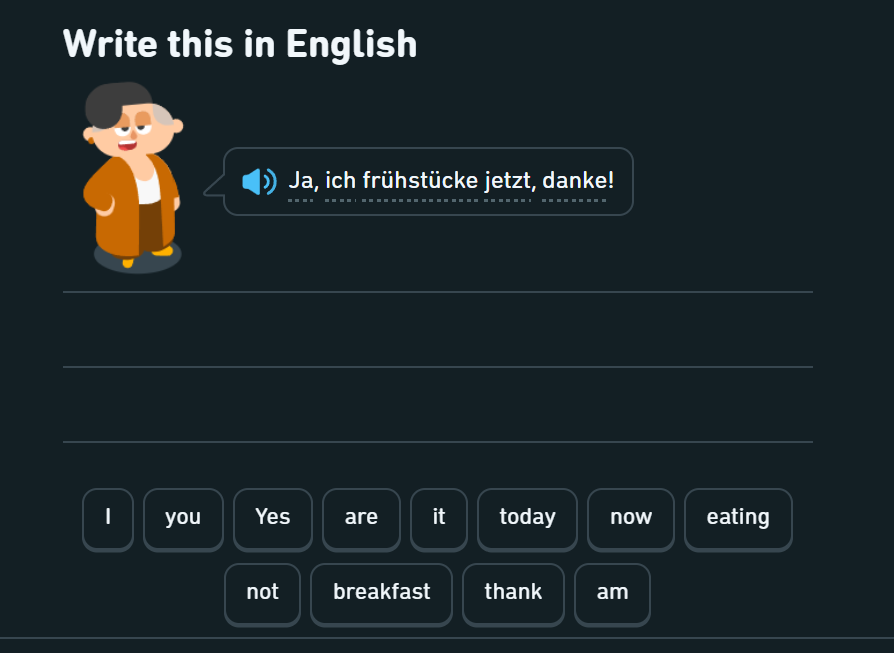 Write this in English
Ja, ich frühstücke jetzt, danke!
I you Yes are it today now eating
not breakfast thank am